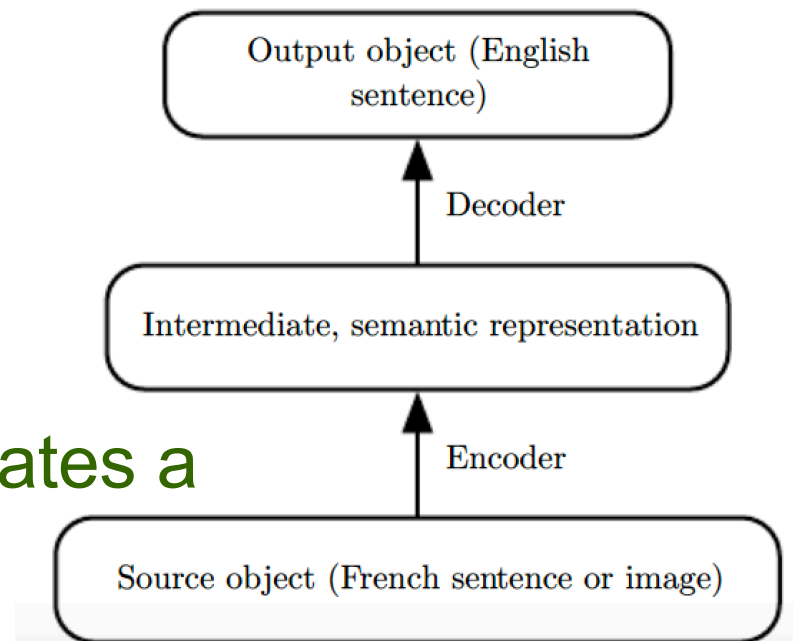 Output object (English
sentence)
Decoder
Intermediate, semantic representation
ates a
Encoder
Source object (French sentence or image)